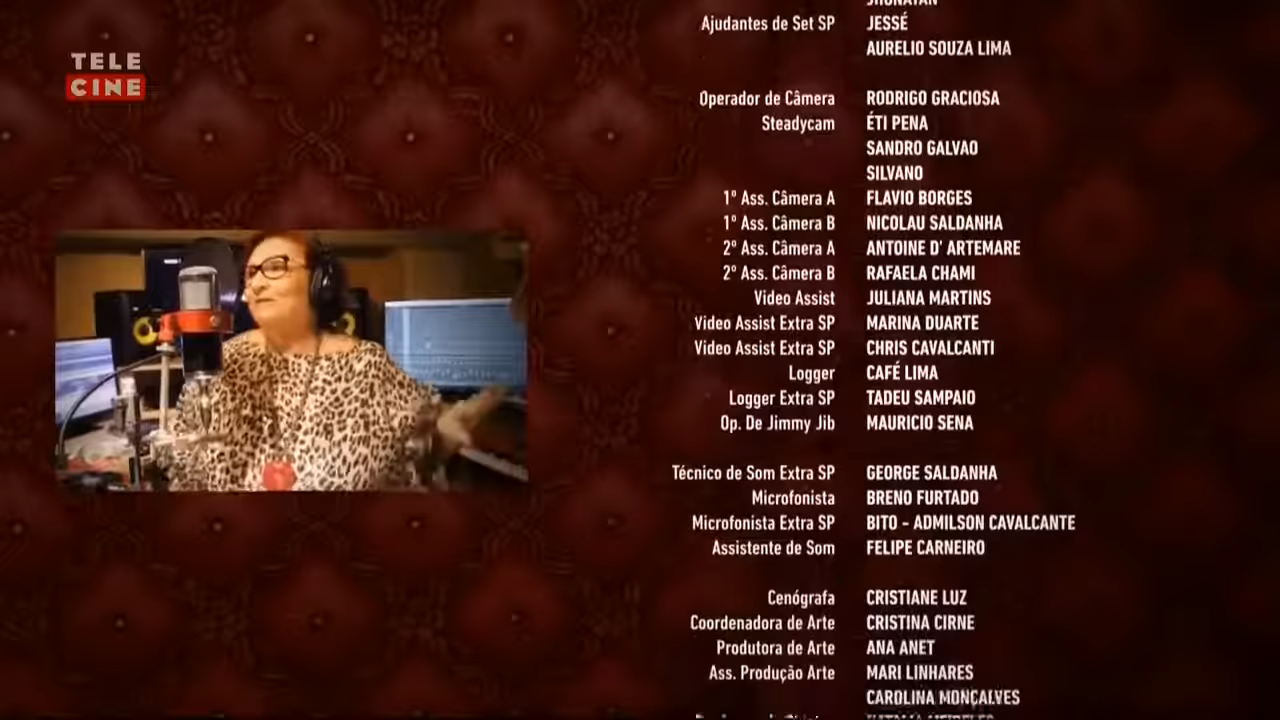 TELE
CINE
JHONATAN
Ajudantes de Set SP JESSÉ
AURELIO SOUZA LIMA
Operador de Câmera RODRIGO GRACIOSA
Steadycam ÉTI PENA
SANDRO GALVAO
SILVANO
1º Ass. Câmera A FLAVIO BORGES
1º Ass. Câmera B NICOLAU SALDANHA
2º Ass. Câmera A ANTOINE D' ARTEMARE
2º Ass. Câmera B RAFAELA CHAMI
Video Assist JULIANA MARTINS
Video Assist Extra SP MARINA DUARTE
Video Assist Extra SP CHRIS CAVALCANTI
Logger CAFÉ LIMA
Logger Extra SP TADEU SAMPAIO
Op. De Jimmy Jib MAURICIO SENA
Técnico de Som Extra SP GEORGE SALDANHA
Microfonista BRENO FURTADO
Microfonista Extra SP BITO - ADMILSON CAVALCANTE
Assistente de Som FELIPE CARNEIRO
Cenógrafa CRISTIANE LUZ
Coordenadora de Arte CRISTINA CIRNE
Produtora de Arte ANA ANET
Ass. Produção Arte MARI LINHARES
CAROLINA MONÇALVES